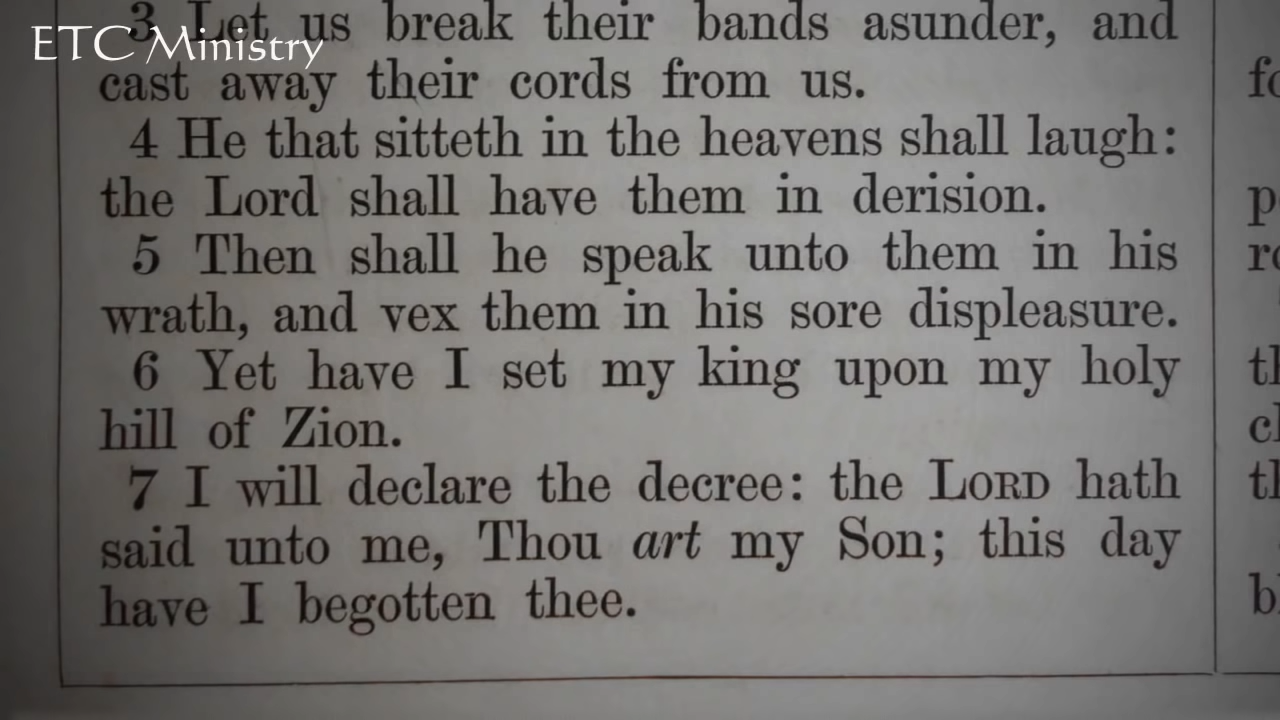 ETC Ministry
3 Let us break their bands asunder, and
cast away their cords from us.
4 He that sitteth in the heavens shall laugh:
the Lord shall have them in derision.
5 Then shall he speak unto them in his
wrath, and vex them in his sore displeasure.
6 Yet have I set my king upon my holy
hill of Zion.
7 I will declare the decree: the LORD hath
said unto me, Thou art my Son; this day
have I begotten thee.